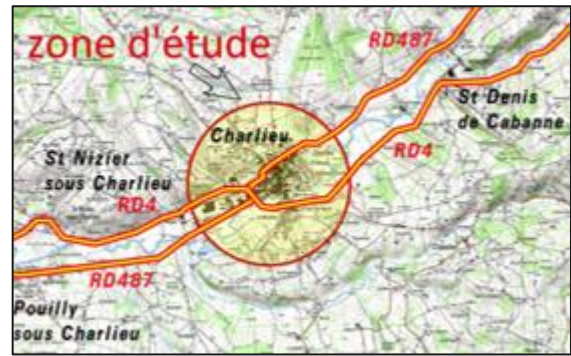 zone d'étude
RD487
Charlieu
St Denis
de Cabanne
RD4
St Nizier
sous Charlieu
RD4
RD487
Pouilly
sous Charlieu